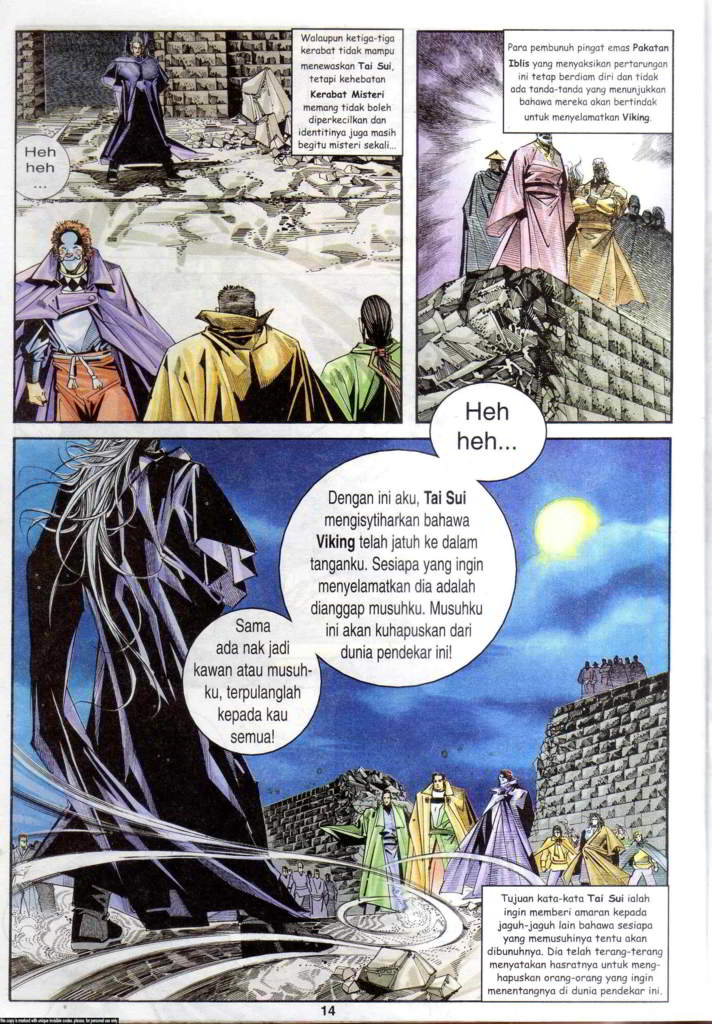 Walaupun ketiga-tiga
kerabat tidak mampu
menewaskan Tai Sui,
tetapi kehebatan
Kerabat Misteri
memang tidak boleh
diperkecilkan dan
identitinya juga masih
begitu misteri sekali...
Heh
heh
...
Para pembunuh pingat emas Pakatan
Iblis yang menyaksikan pertarungan
ini tetap berdiam diri dan tidak
ada tanda-tanda yang menunjukkan
bahawa mereka akan bertindak
untuk menyelamatkan Viking.
Heh
heh...
Dengan ini aku, Tai Sui
mengisytiharkan bahawa
Viking telah jatuh ke dalam
tanganku. Sesiapa yang ingin
menyelamatkan dia adalah
dianggap musuhku. Musuhku
ini akan kuhapuskan dari
dunia pendekar ini!
Sama
ada nak jadi
kawan atau musuh-
ku, terpulanglah
kepada kau
semua!
Tujuan kata-kata Tai Sui ialah
ingin memberi amaran kepada
jaguh-jaguh lain bahawa sesiapa
yang memusuhinya tentu akan
dibunuhnya. Dia telah terang-terang
menyatakan hasratnya untuk meng-
hapuskan orang-orang yang ingin
menentangnya di dunia pendekar ini.
14